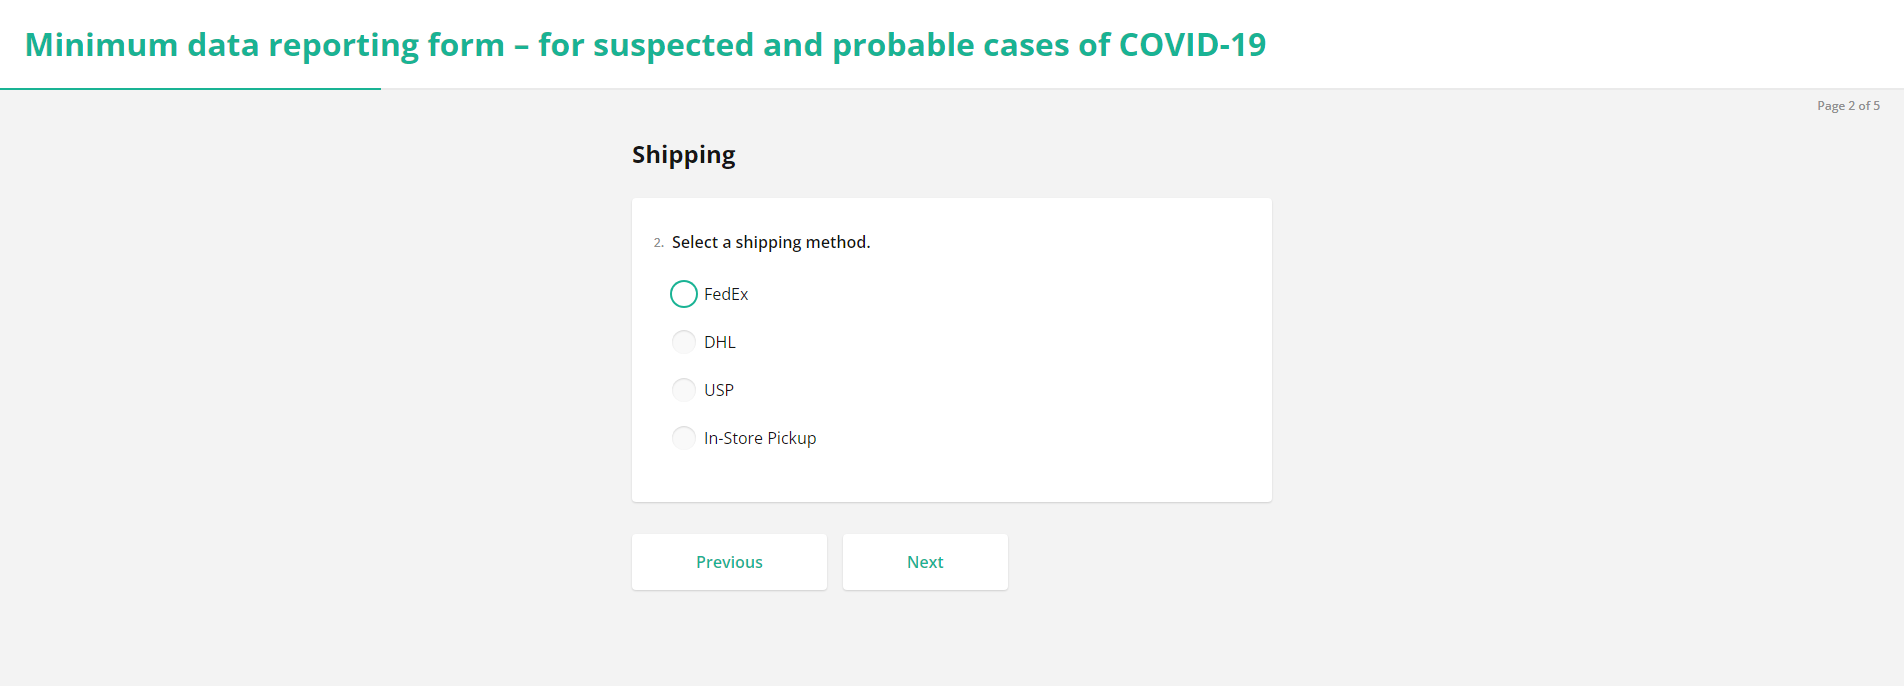 Minimum data reporting form – for suspected and probable cases of COVID-19
Page 2 of 5
Shipping
2. Select a shipping method.
FedEx
DHL
USP
In-Store Pickup
Previous
Next